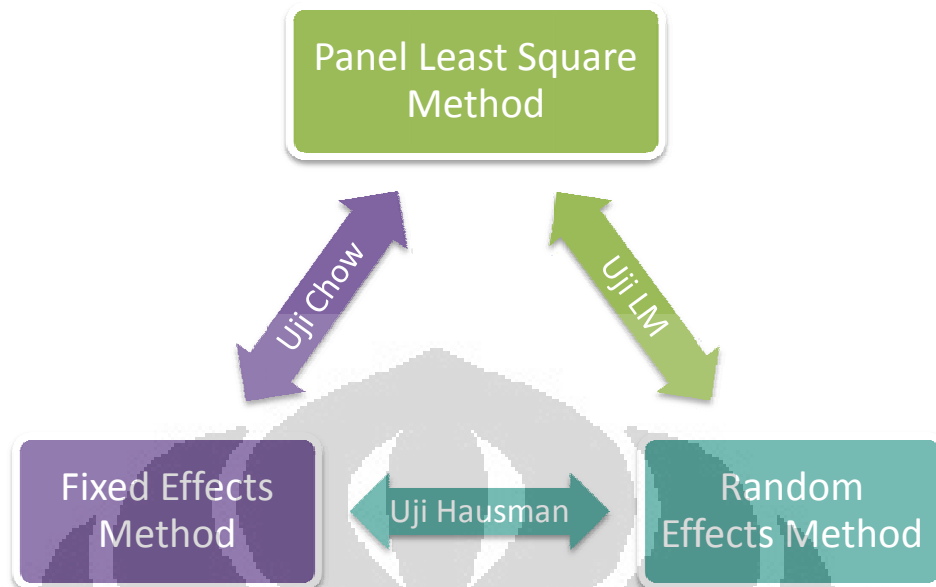 Panel Least Square
Method
Uji Chow
Uji LM
Fixed Effects
Method
Uji Hausman
Random
Effects Method